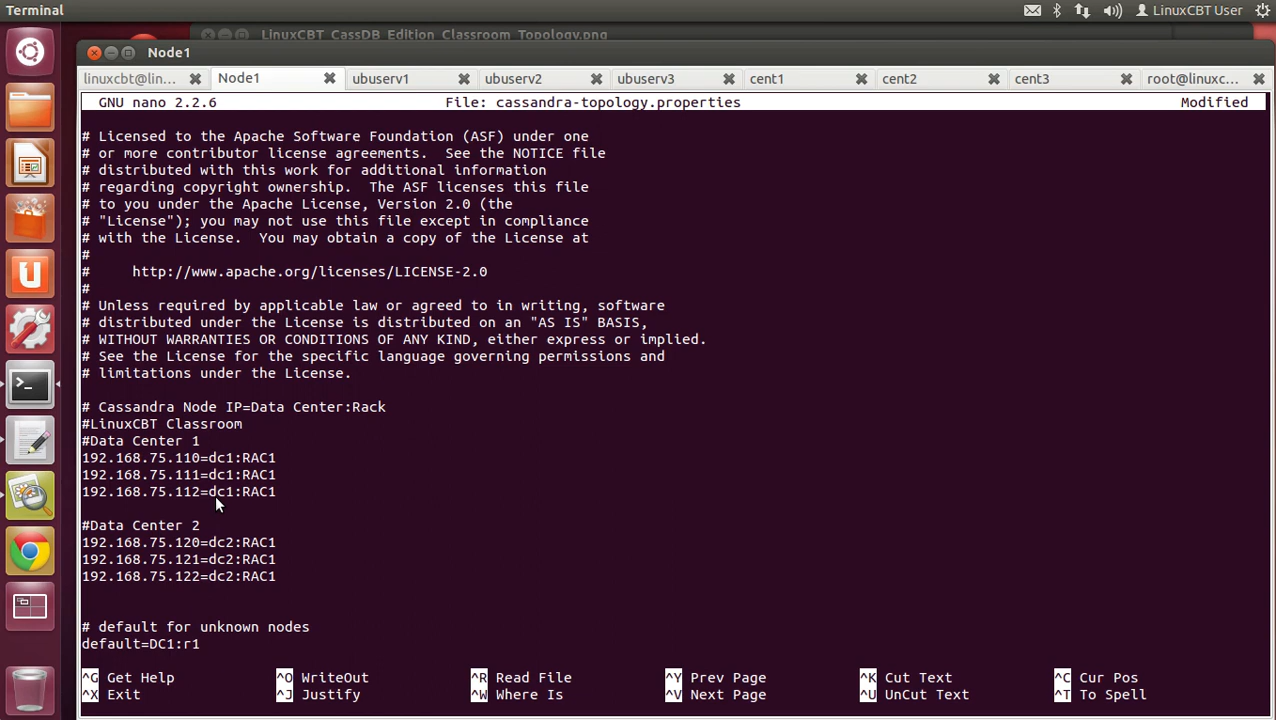 Terminal
LinuxCBT User
LinuxCBT_CassDB_Edition_Classroom_Topology.png
Node1
linuxcbt@lin...
Node1
ubuserv1
ubuserv2
ubuserv3
cent1
cent2
cent3
root@linuxc...
GNU nano 2.2.6 File: cassandra-topology.properties Modified
# Licensed to the Apache Software Foundation (ASF) under one
# or more contributor license agreements.  See the NOTICE file
# distributed with this work for additional information
# regarding copyright ownership.  The ASF licenses this file
# to you under the Apache License, Version 2.0 (the
# "License"); you may not use this file except in compliance
# with the License.  You may obtain a copy of the License at
#
#     http://www.apache.org/licenses/LICENSE-2.0
#
# Unless required by applicable law or agreed to in writing, software
# distributed under the License is distributed on an "AS IS" BASIS,
# WITHOUT WARRANTIES OR CONDITIONS OF ANY KIND, either express or implied.
# See the License for the specific language governing permissions and
# limitations under the License.
# Cassandra Node IP=Data Center:Rack
#LinuxCBT Classroom
#Data Center 1
192.168.75.110=dc1:RAC1
192.168.75.111=dc1:RAC1
192.168.75.112=dc1:RAC1
#Data Center 2
192.168.75.120=dc2:RAC1
192.168.75.121=dc2:RAC1
192.168.75.122=dc2:RAC1
# default for unknown nodes
default=DC1:r1
^G Get Help ^O WriteOut ^R Read File ^Y Prev Page ^K Cut Text ^C Cur Pos
^X Exit ^J Justify ^W Where Is ^V Next Page ^U UnCut Text ^T To Spell